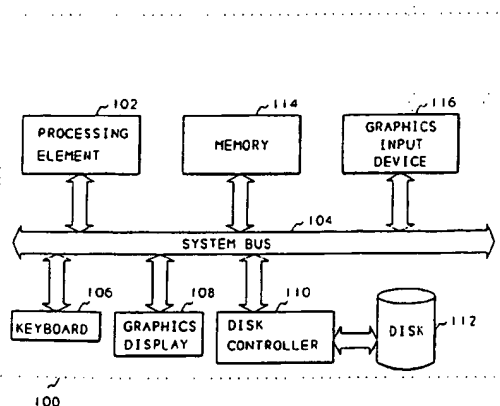 102
114
116
PROCESSING
ELEMENT
MEMORY
GRAPHICS
INPUT
DEVICE
104
SYSTEM BUS
106
108
110
KEYBOARD
GRAPHICS
DISPLAY
DISK
CONTROLLER
DISK
112
100